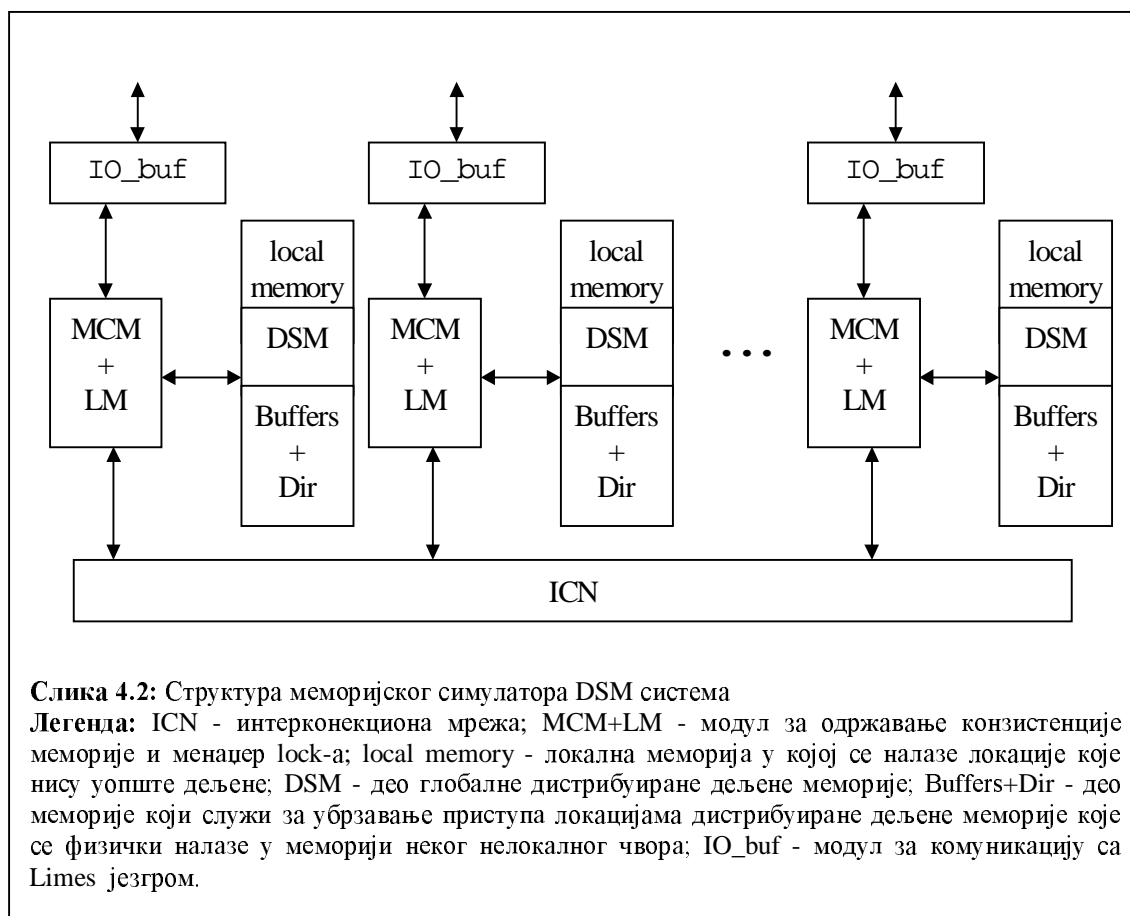 IO_buf
IO_buf
IO_buf
local
memory
local
memory
local
memory
MCM
+
LM
DSM
MCM
+
LM
DSM
...
MCM
+
LM
DSM
Buffers
+
Dir
Buffers
+
Dir
Buffers
+
Dir
ICN
Слика 4.2: Структура меморијског симулатора DSM система
Легенда: ICN - интерконекциона мрежа; MCM+LM - модул за одржавање конзистенције
меморије и менаџер lock-а; local memory - локална меморија у којој се налазе локације које
нису уопште дељене; DSM - део глобалне дистрибуиране дељене меморије; Buffers+Dir - део
меморије који служи за убрзавање приступа локацијама дистрибуиране дељене меморије које
се физички налазе у меморији неког нелокалног чвора; IO_buf - модул за комуникацију са
Limes језгром.